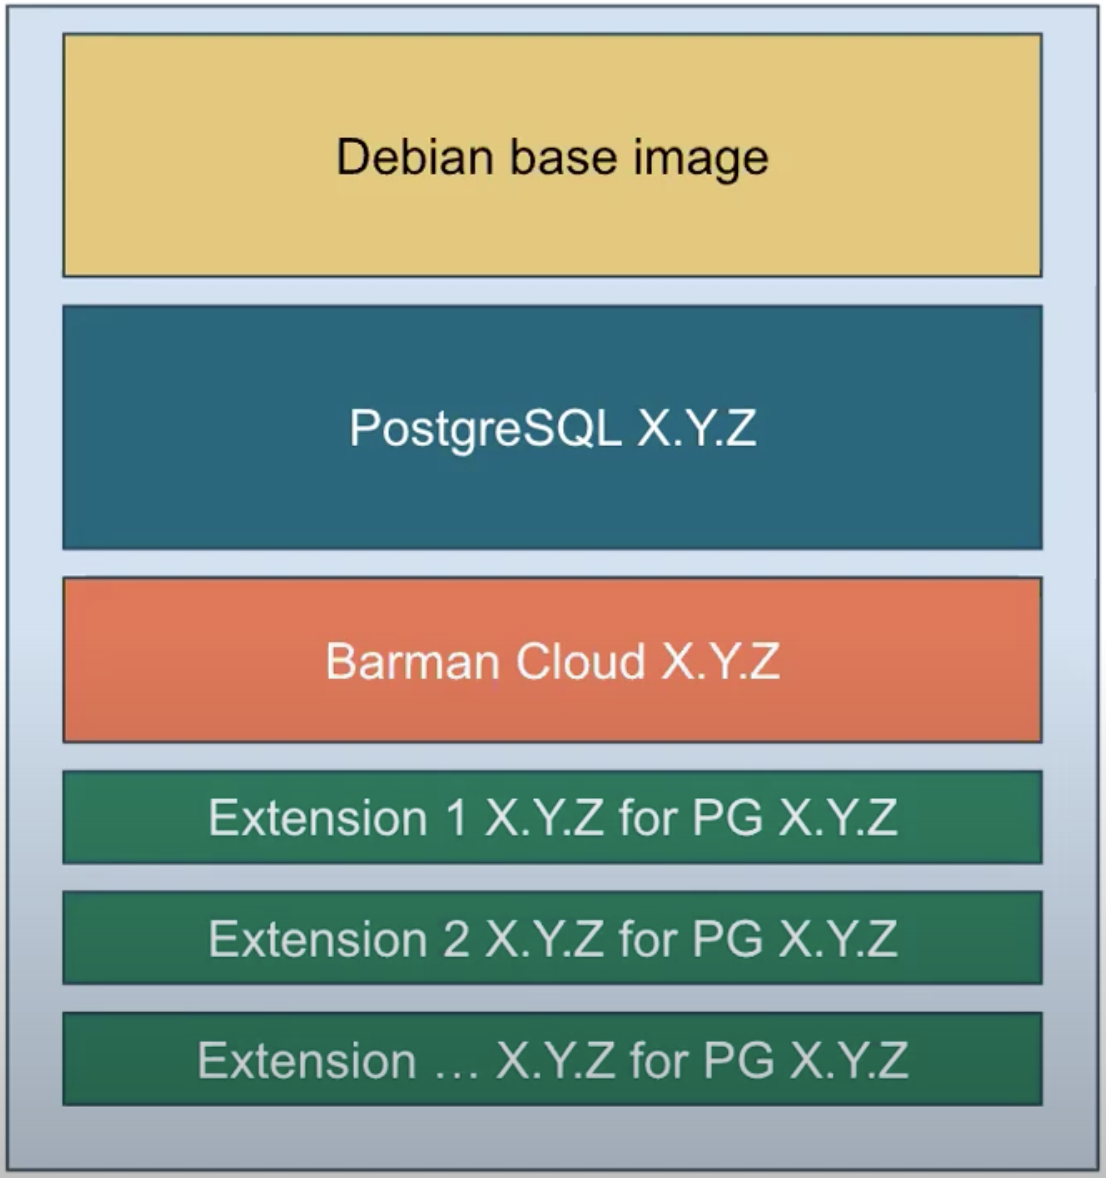 Debian base image
PostgreSQL X.Y.Z
Barman Cloud X.Y.Z
Extension 1 X.Y.Z for PG X.Y.Z
Extension 2 X.Y.Z for PG X.Y.Z
Extension … X.Y.Z for PG X.Y.Z